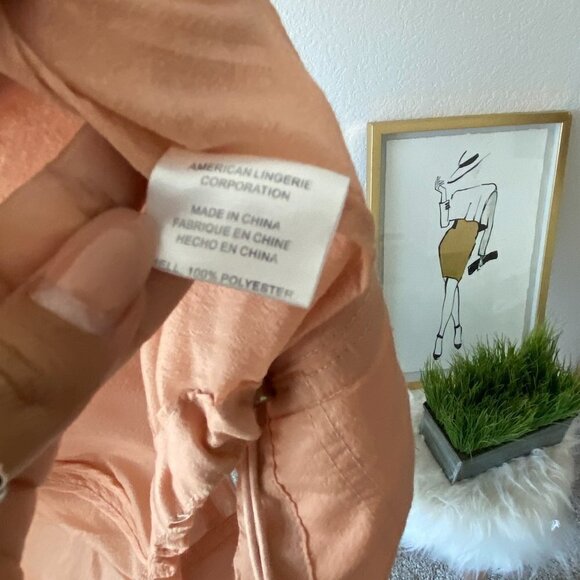 AMERICAN LINGERIE
CORPORATION
MADE IN CHINA
FABRIQUE EN CHINE
HECHO EN CHINA
100% POLYESTER